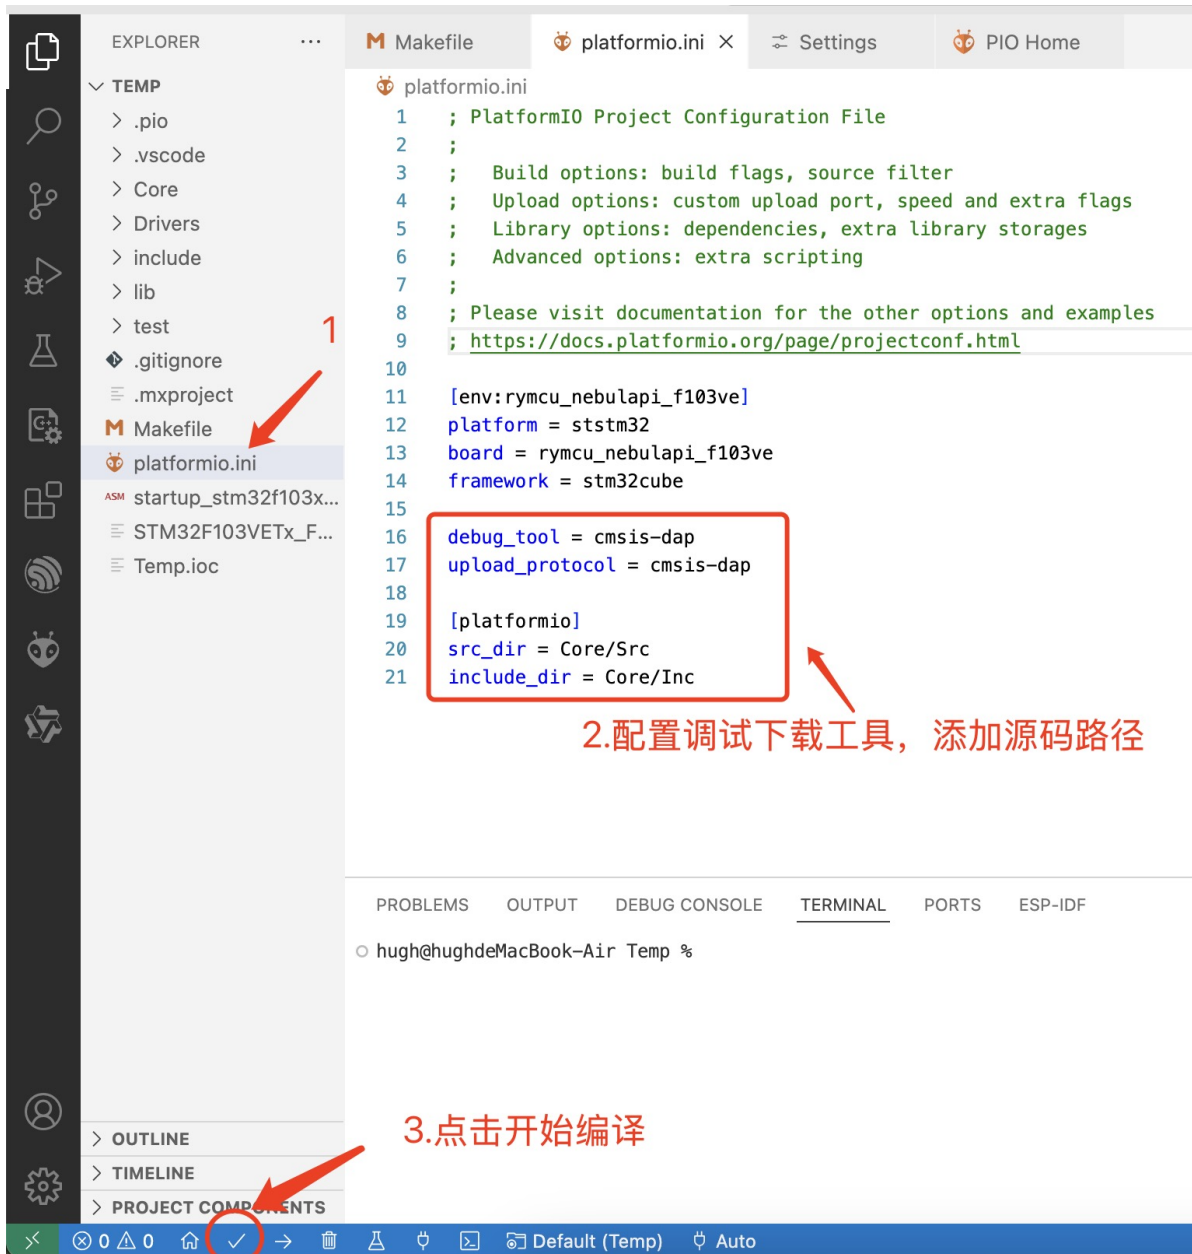 EXPLORER
Makefile
platformio.ini
Settings
PIO Home
TEMP
.pio
.vscode
Core
Drivers
include
lib
test
.gitignore
.mxproject
Makefile
platformio.ini
ASM startup_stm32f103x...
STM32F103VETx_F...
Temp.ioc
1
platformio.ini
1 ; PlatformIO Project Configuration File
2 ;
3 ;   Build options: build flags, source filter
4 ;   Upload options: custom upload port, speed and extra flags
5 ;   Library options: dependencies, extra library storages
6 ;   Advanced options: extra scripting
7 ;
8 ; Please visit documentation for the other options and examples
9 ; https://docs.platformio.org/page/projectconf.html
10
11 [env:rymcu_nebulapi_f103ve]
12 platform = ststm32
13 board = rymcu_nebulapi_f103ve
14 framework = stm32cube
15
16 debug_tool = cmsis-dap
17 upload_protocol = cmsis-dap
18
19 [platformio]
20 src_dir = Core/Src
21 include_dir = Core/Inc
2.配置调试下载工具，添加源码路径
PROBLEMS OUTPUT DEBUG CONSOLE TERMINAL PORTS ESP-IDF
hugh@hughdeMacBook-Air Temp %
3.点击开始编译
OUTLINE
TIMELINE
PROJECT COMPONENTS
0 0 Default (Temp) Auto